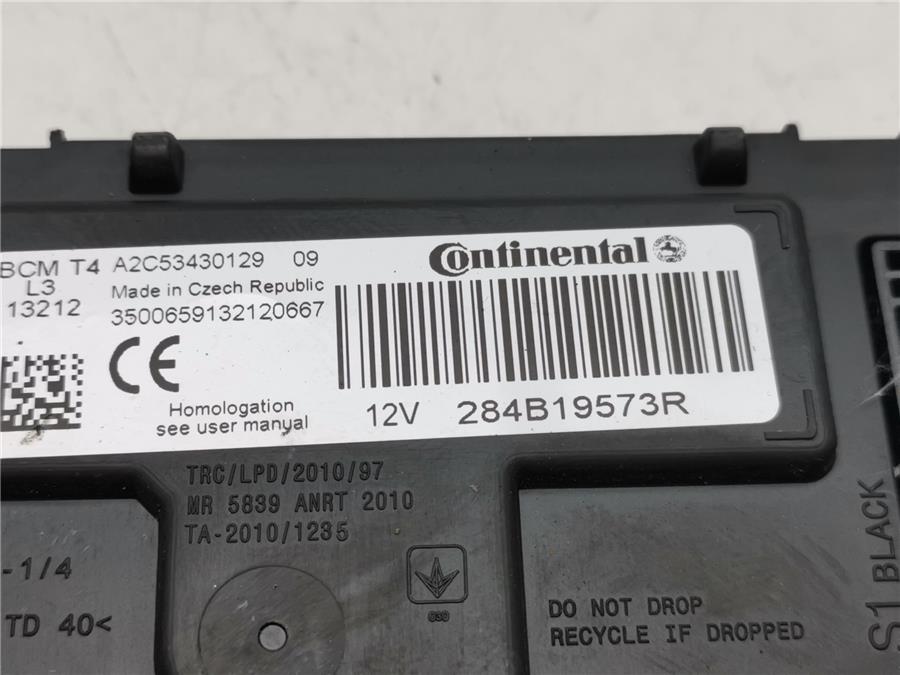 BCM T4 A2C53430129 09
L3
13212
Made in Czech Republic
3500659132120667
CE
Continental
Homologation
see user manual
12V 284B19573R
TRC/LPD/2010/97
MR 5839 ANRT 2010
TA-2010/1235
-1/4
TD 40<
030
DO NOT DROP
RECYCLE IF DROPPED
S1 BLACK